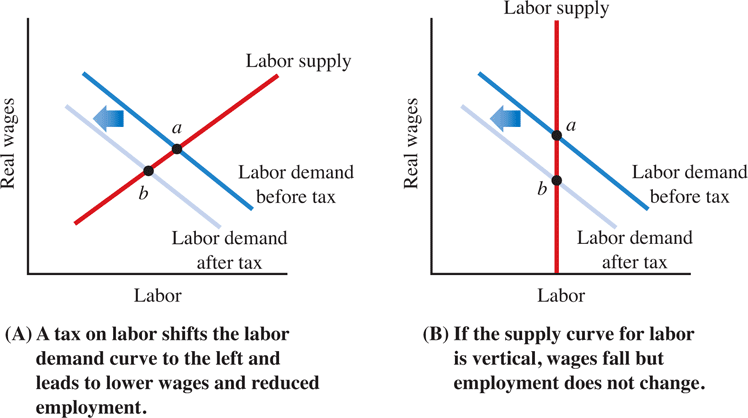 Real wages
Labor supply
a
b
Labor demand
before tax
Labor demand
after tax
Labor
(A) A tax on labor shifts the labor
demand curve to the left and
leads to lower wages and reduced
employment.
Real wages
Labor supply
a
b
Labor demand
before tax
Labor demand
after tax
Labor
(B) If the supply curve for labor
is vertical, wages fall but
employment does not change.